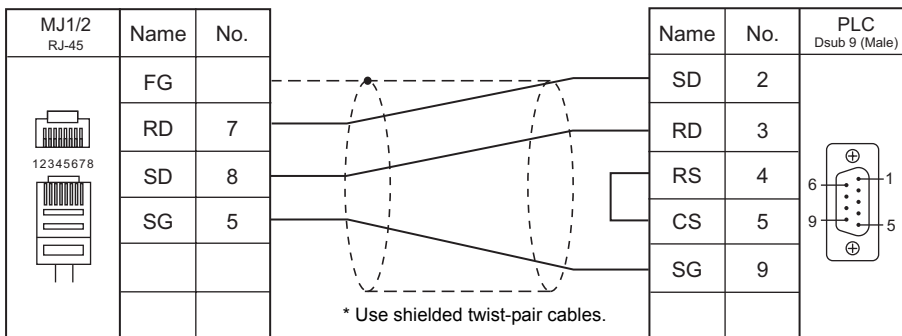 MJ1/2
RJ-45
Name No.
FG
RD 7
SD 8
SG 5
12345678
* Use shielded twist-pair cables.
Name No.
SD 2
RD 3
RS 4
CS 5
SG 9
PLC
Dsub 9 (Male)
6 1
9 5